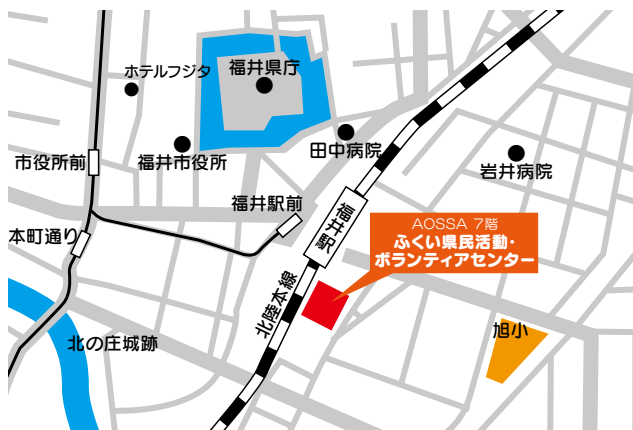 ホテルフジタ
福井県庁
福井市役所
田中病院
岩井病院
市役所前
福井駅前
本町通り
福井駅
AOSSA 7階
ふくい県民活動・
ボランティアセンター
北陸本線
北の庄城跡
旭小